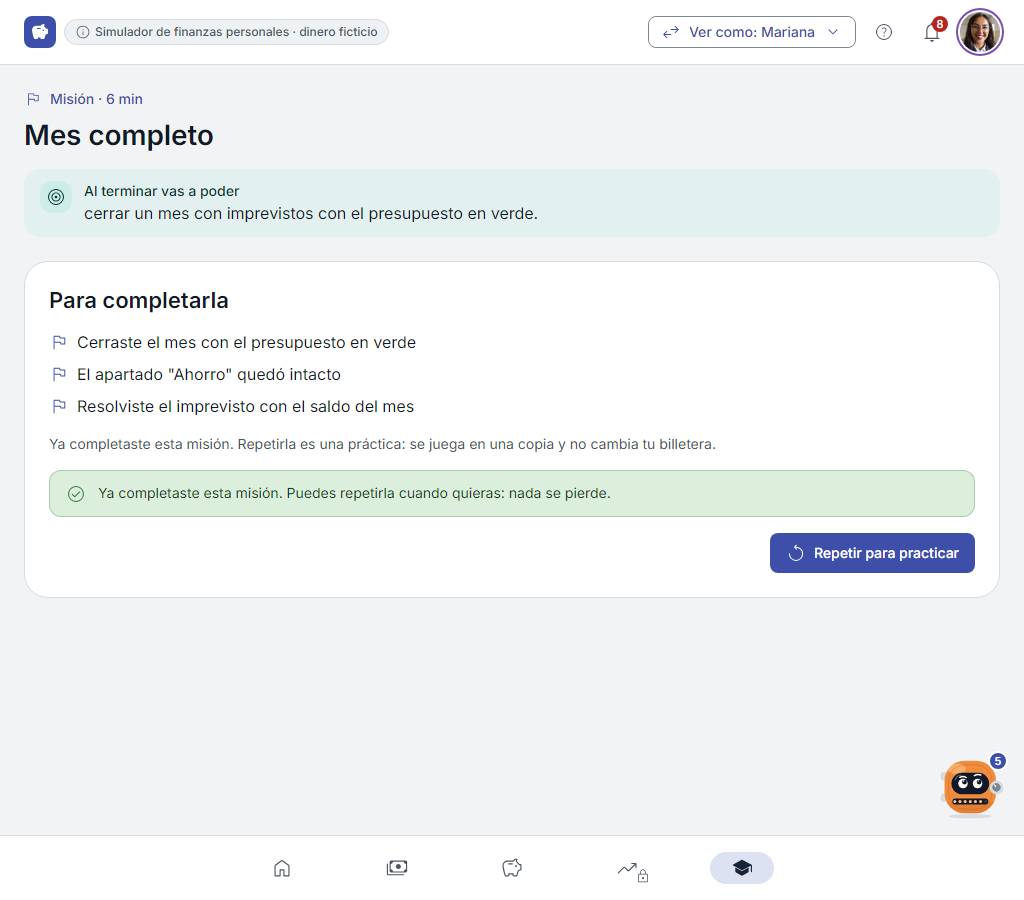 Simulador de finanzas personales · dinero ficticio
Ver como: Mariana
8
Misión · 6 min
Mes completo
Al terminar vas a poder
cerrar un mes con imprevistos con el presupuesto en verde.
Para completarla
Cerraste el mes con el presupuesto en verde
El apartado "Ahorro" quedó intacto
Resolviste el imprevisto con el saldo del mes
Ya completaste esta misión. Repetirla es una práctica: se juega en una copia y no cambia tu billetera.
Ya completaste esta misión. Puedes repetirla cuando quieras: nada se pierde.
Repetir para practicar
5